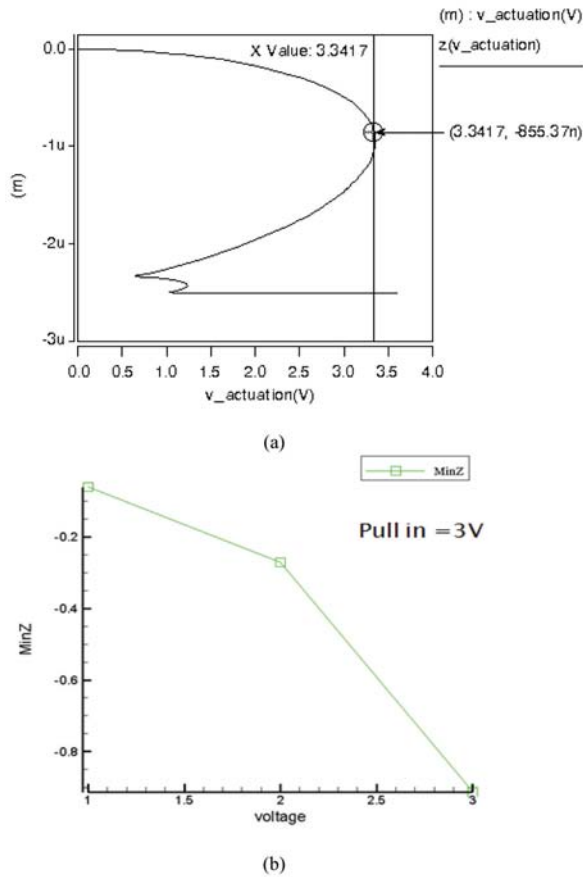 (m) : v_actuation(V)
z(v_actuation)
X Value: 3.3417
(3.3417, -855.37n)
(m)
0.0
-1u
-2u
-3u
0.0 0.5 1.0 1.5 2.0 2.5 3.0 3.5 4.0
v_actuation(V)
(a)
MinZ
Pull in =3V
MinZ
-0.2
-0.4
-0.6
-0.8
1 1.5 2 2.5 3
voltage
(b)